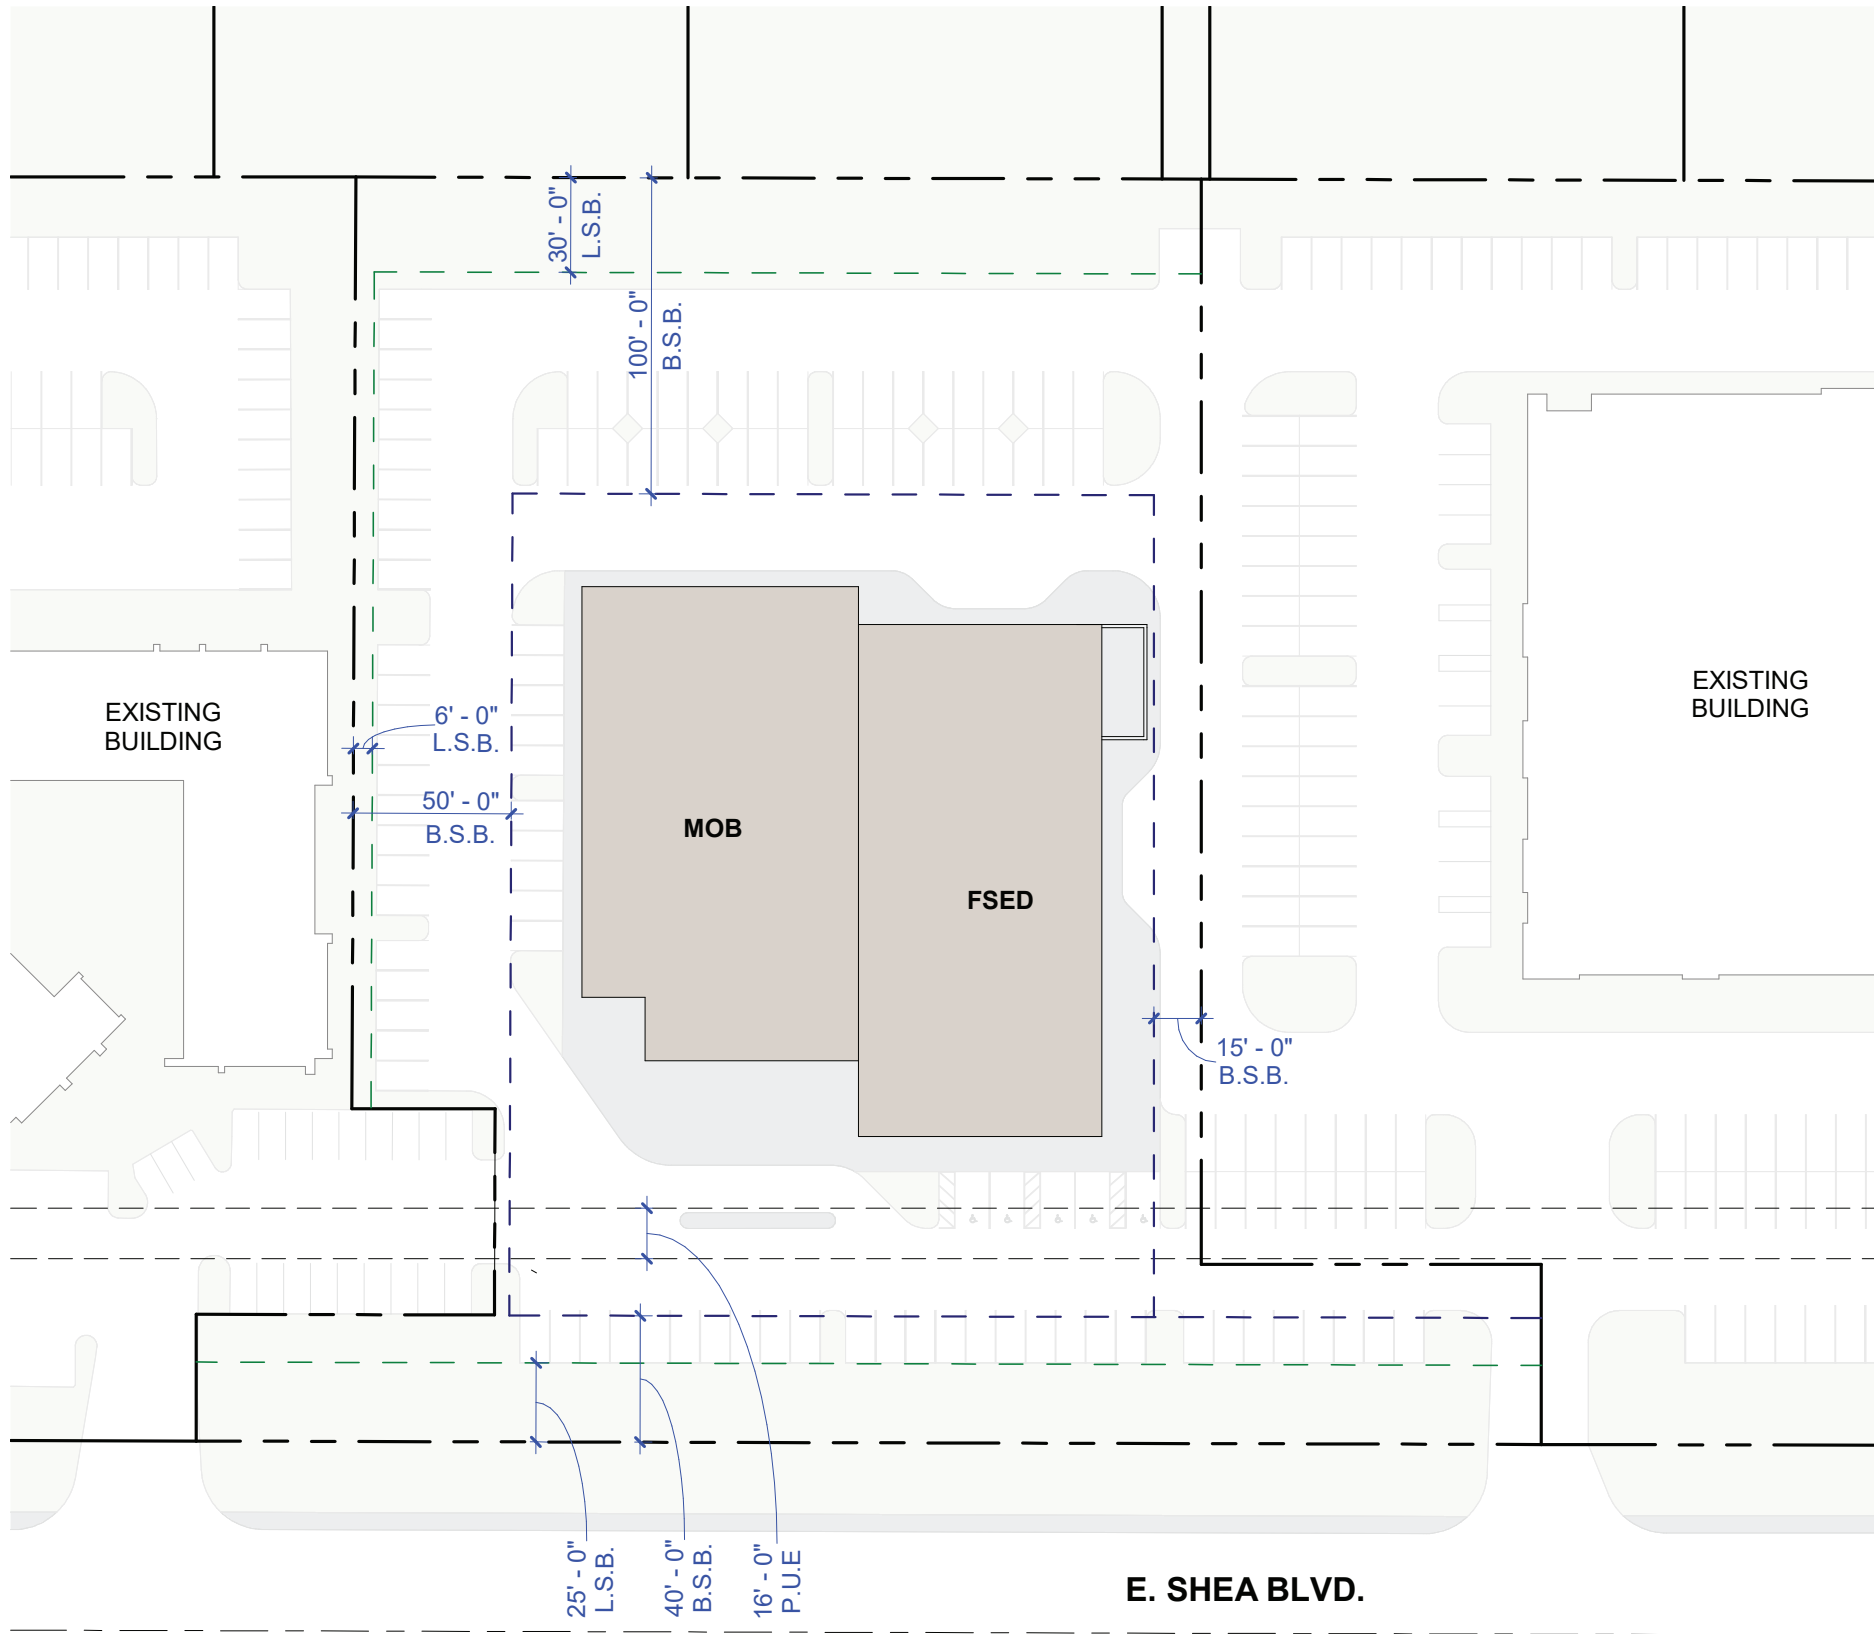 30' - 0"
L.S.B.
100' - 0"
B.S.B.
EXISTING
BUILDING
6' - 0"
L.S.B.
50' - 0"
B.S.B.
MOB
FSED
EXISTING
BUILDING
15' - 0"
B.S.B.
25' - 0"
L.S.B.
40' - 0"
B.S.B.
16' - 0"
P.U.E
E. SHEA BLVD.